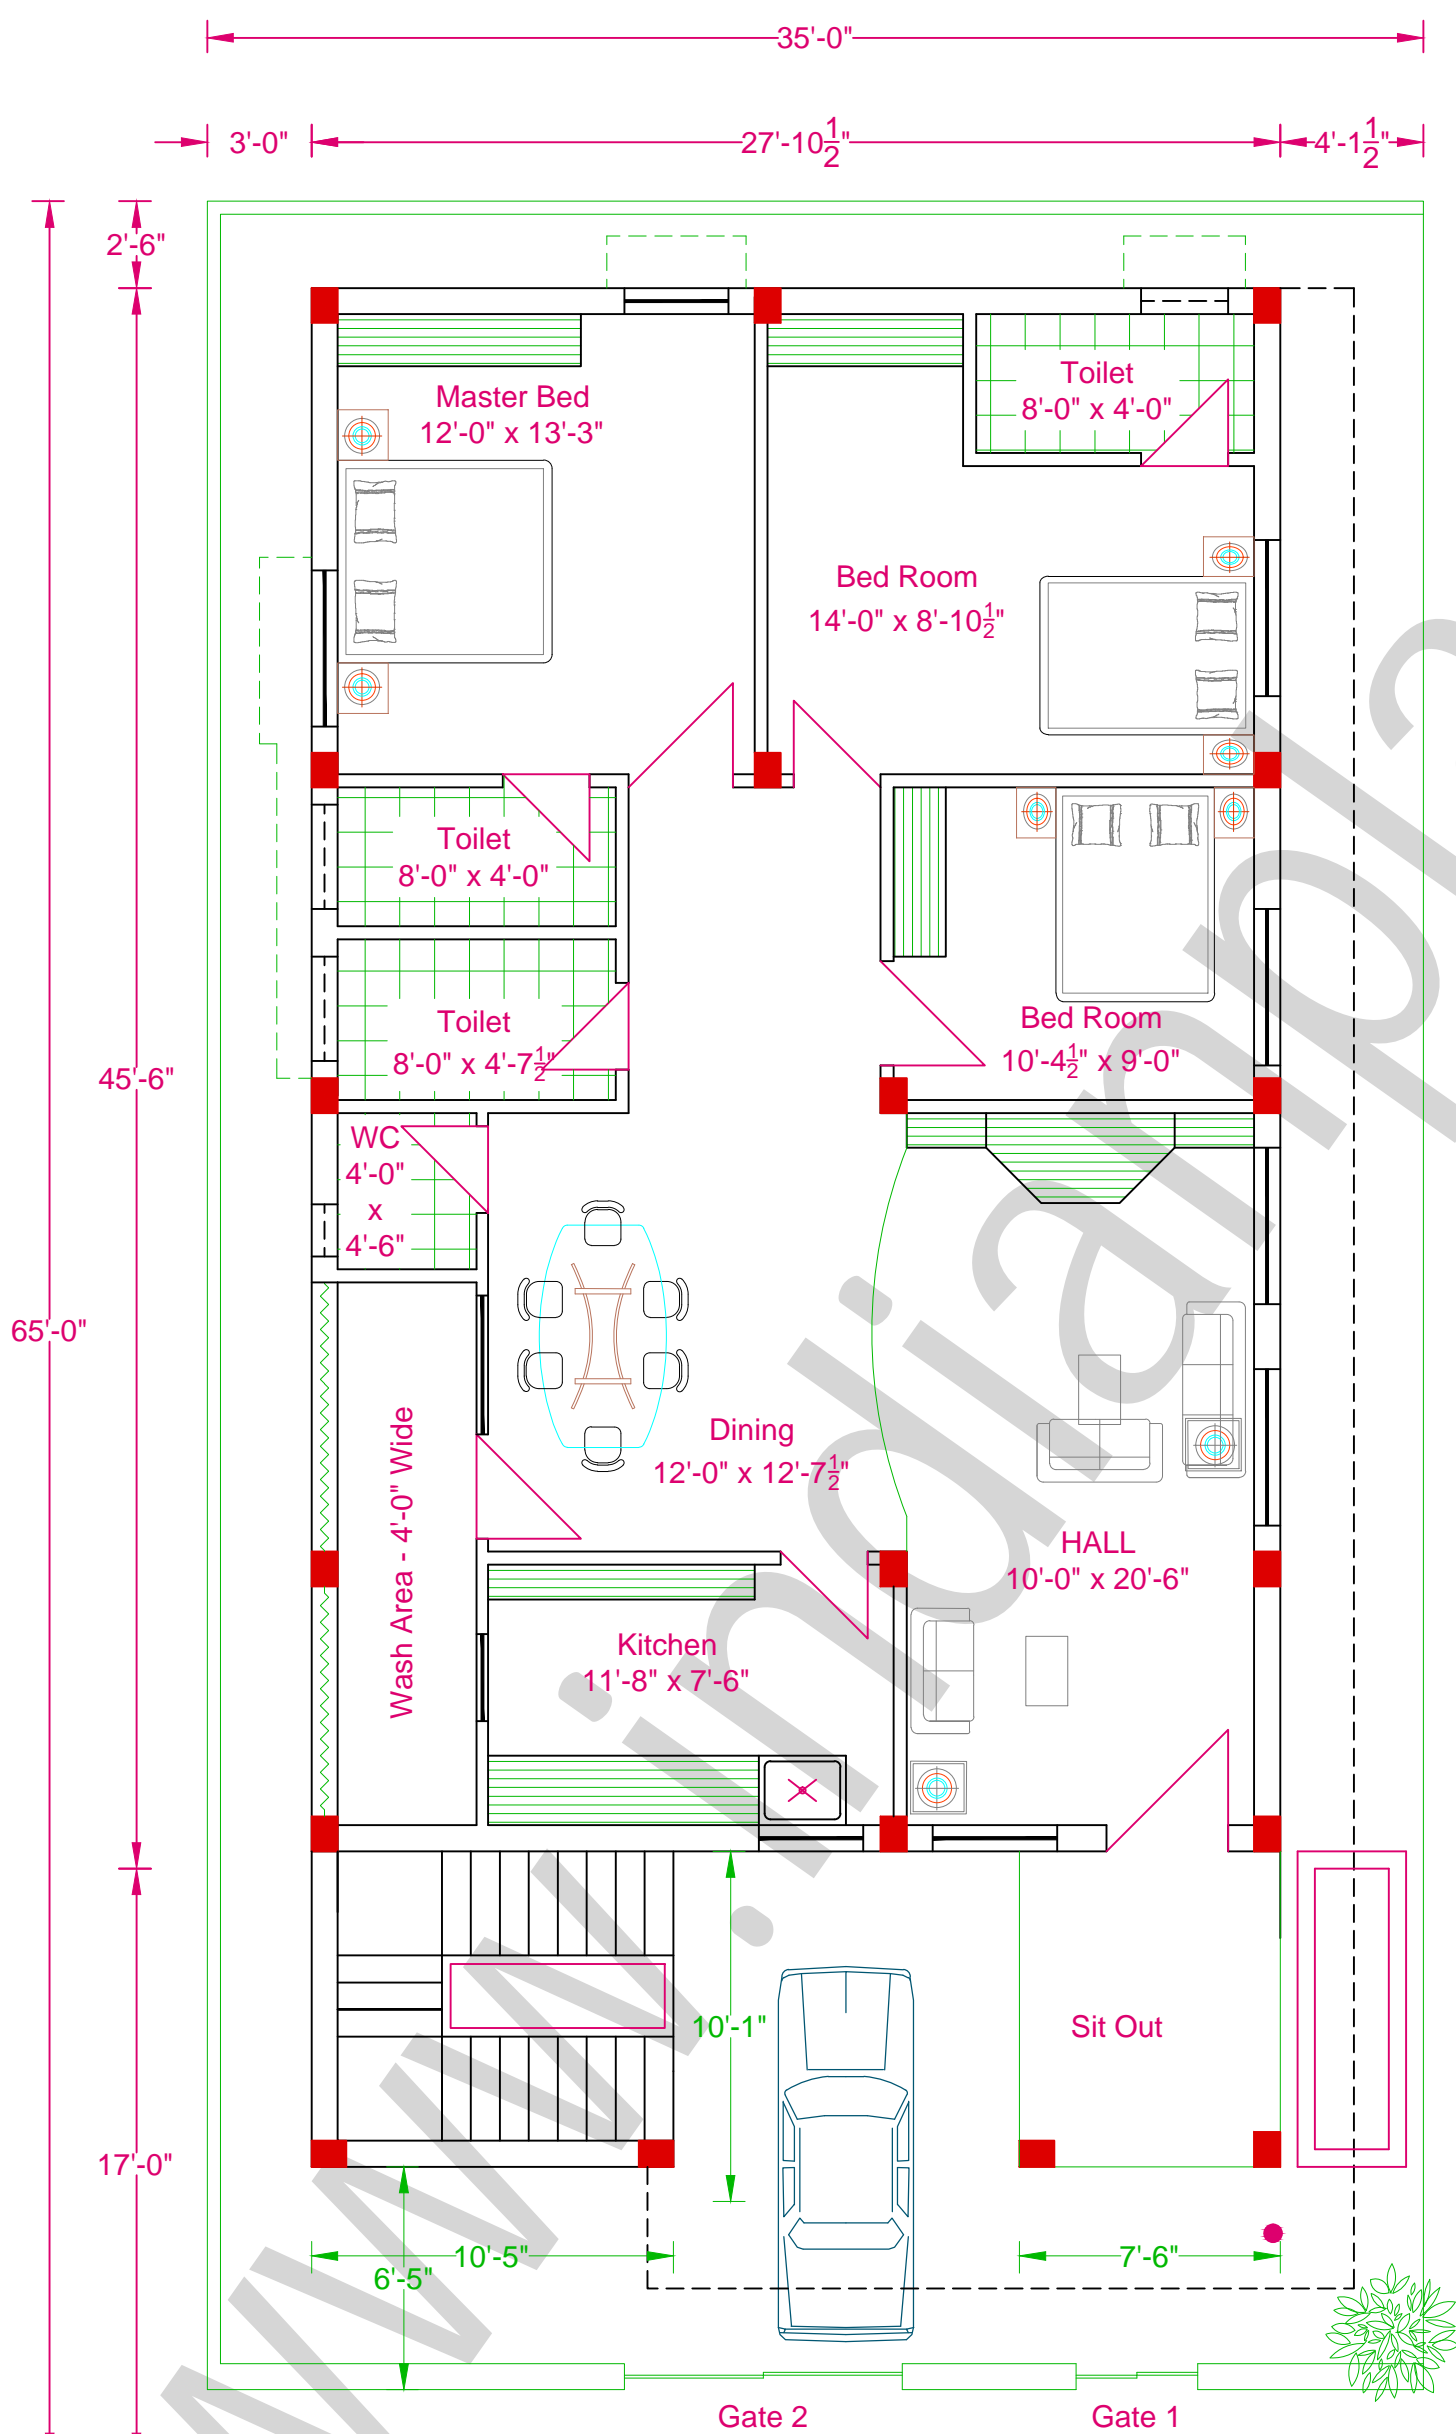 35'-0"
3'-0"
27'-10½"
4'-1½"
2'-6"
Master Bed
12'-0" x 13'-3"
Toilet
8'-0" x 4'-0"
Bed Room
14'-0" x 8'-10½"
Toilet
8'-0" x 4'-0"
Toilet
8'-0" x 4'-7½"
Bed Room
10'-4½" x 9'-0"
45'-6"
WC
4'-0"
x
4'-6"
65'-0"
Wash Area - 4'-0" Wide
Dining
12'-0" x 12'-7½"
HALL
10'-0" x 20'-6"
Kitchen
11'-8" x 7'-6"
10'-1"
Sit Out
17'-0"
10'-5"
6'-5"
7'-6"
Gate 2
Gate 1
www.indianpla